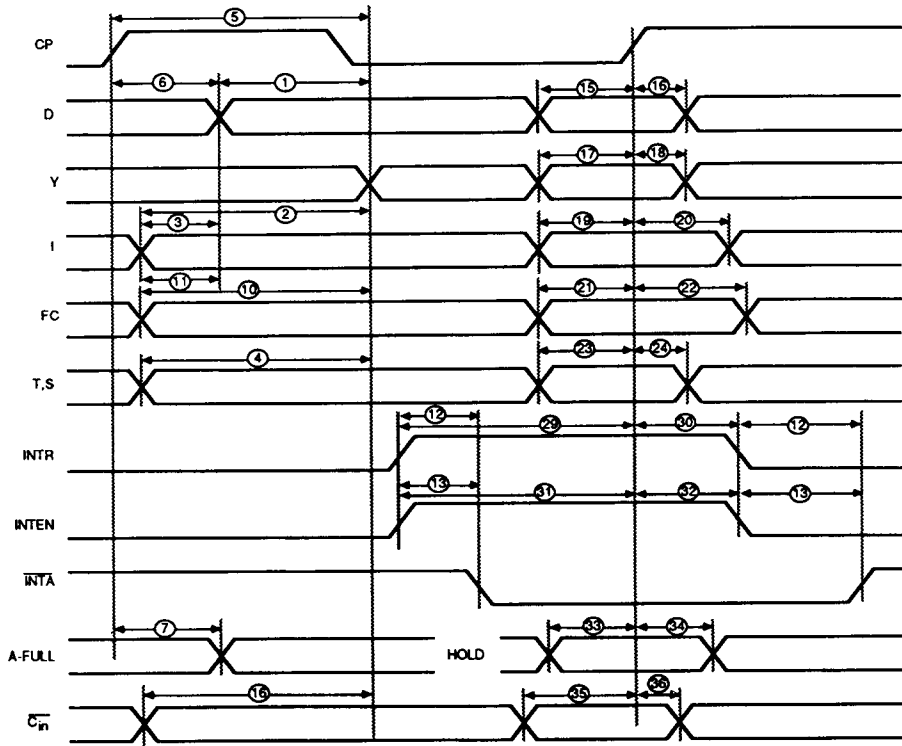 ⑤
CP
⑥ ① ⑮ ⑯
D
⑰ ⑱
Y
②
③ ⑲ ⑳
I
⑪
⑩ ㉑ ㉒
FC
④ ㉓ ㉔
T,S
⑫ ㉙ ㉚ ⑫
INTR
⑬ ㉛ ㉜ ⑬
INTEN
INTA
⑦ ㉝ ㉞
A-FULL HOLD
⑯ ㉟ ㊱
Cin